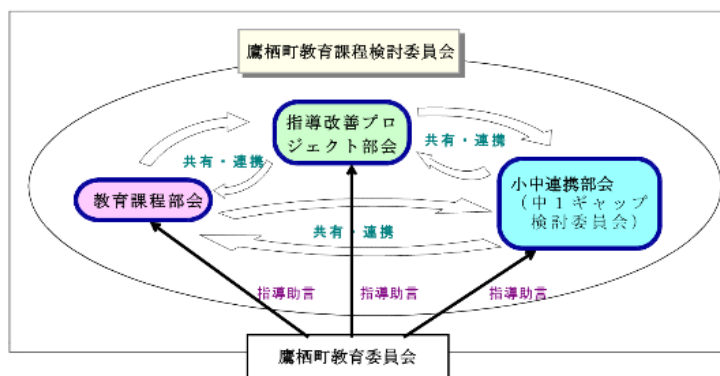 鷹栖町教育課程検討委員会
指導改善プロ
ジェクト部会
共有・連携
共有・連携
教育課程部会
小中連携部会
(中1ギャップ
検討委員会)
共有・連携
指導助言
指導助言
指導助言
鷹栖町教育委員会